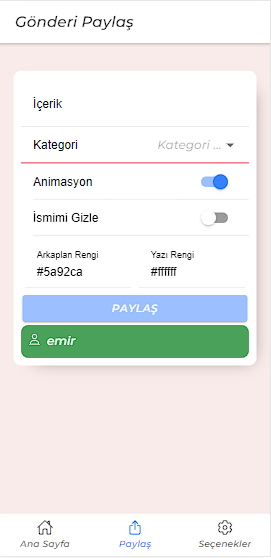 Gönderi Paylaş
İçerik
Kategori Kategori ...
Animasyon
İsmimi Gizle
Arkaplan Rengi Yazı Rengi
#5a92ca #ffffff
PAYLAŞ
emir
Ana Sayfa Paylaş Seçenekler